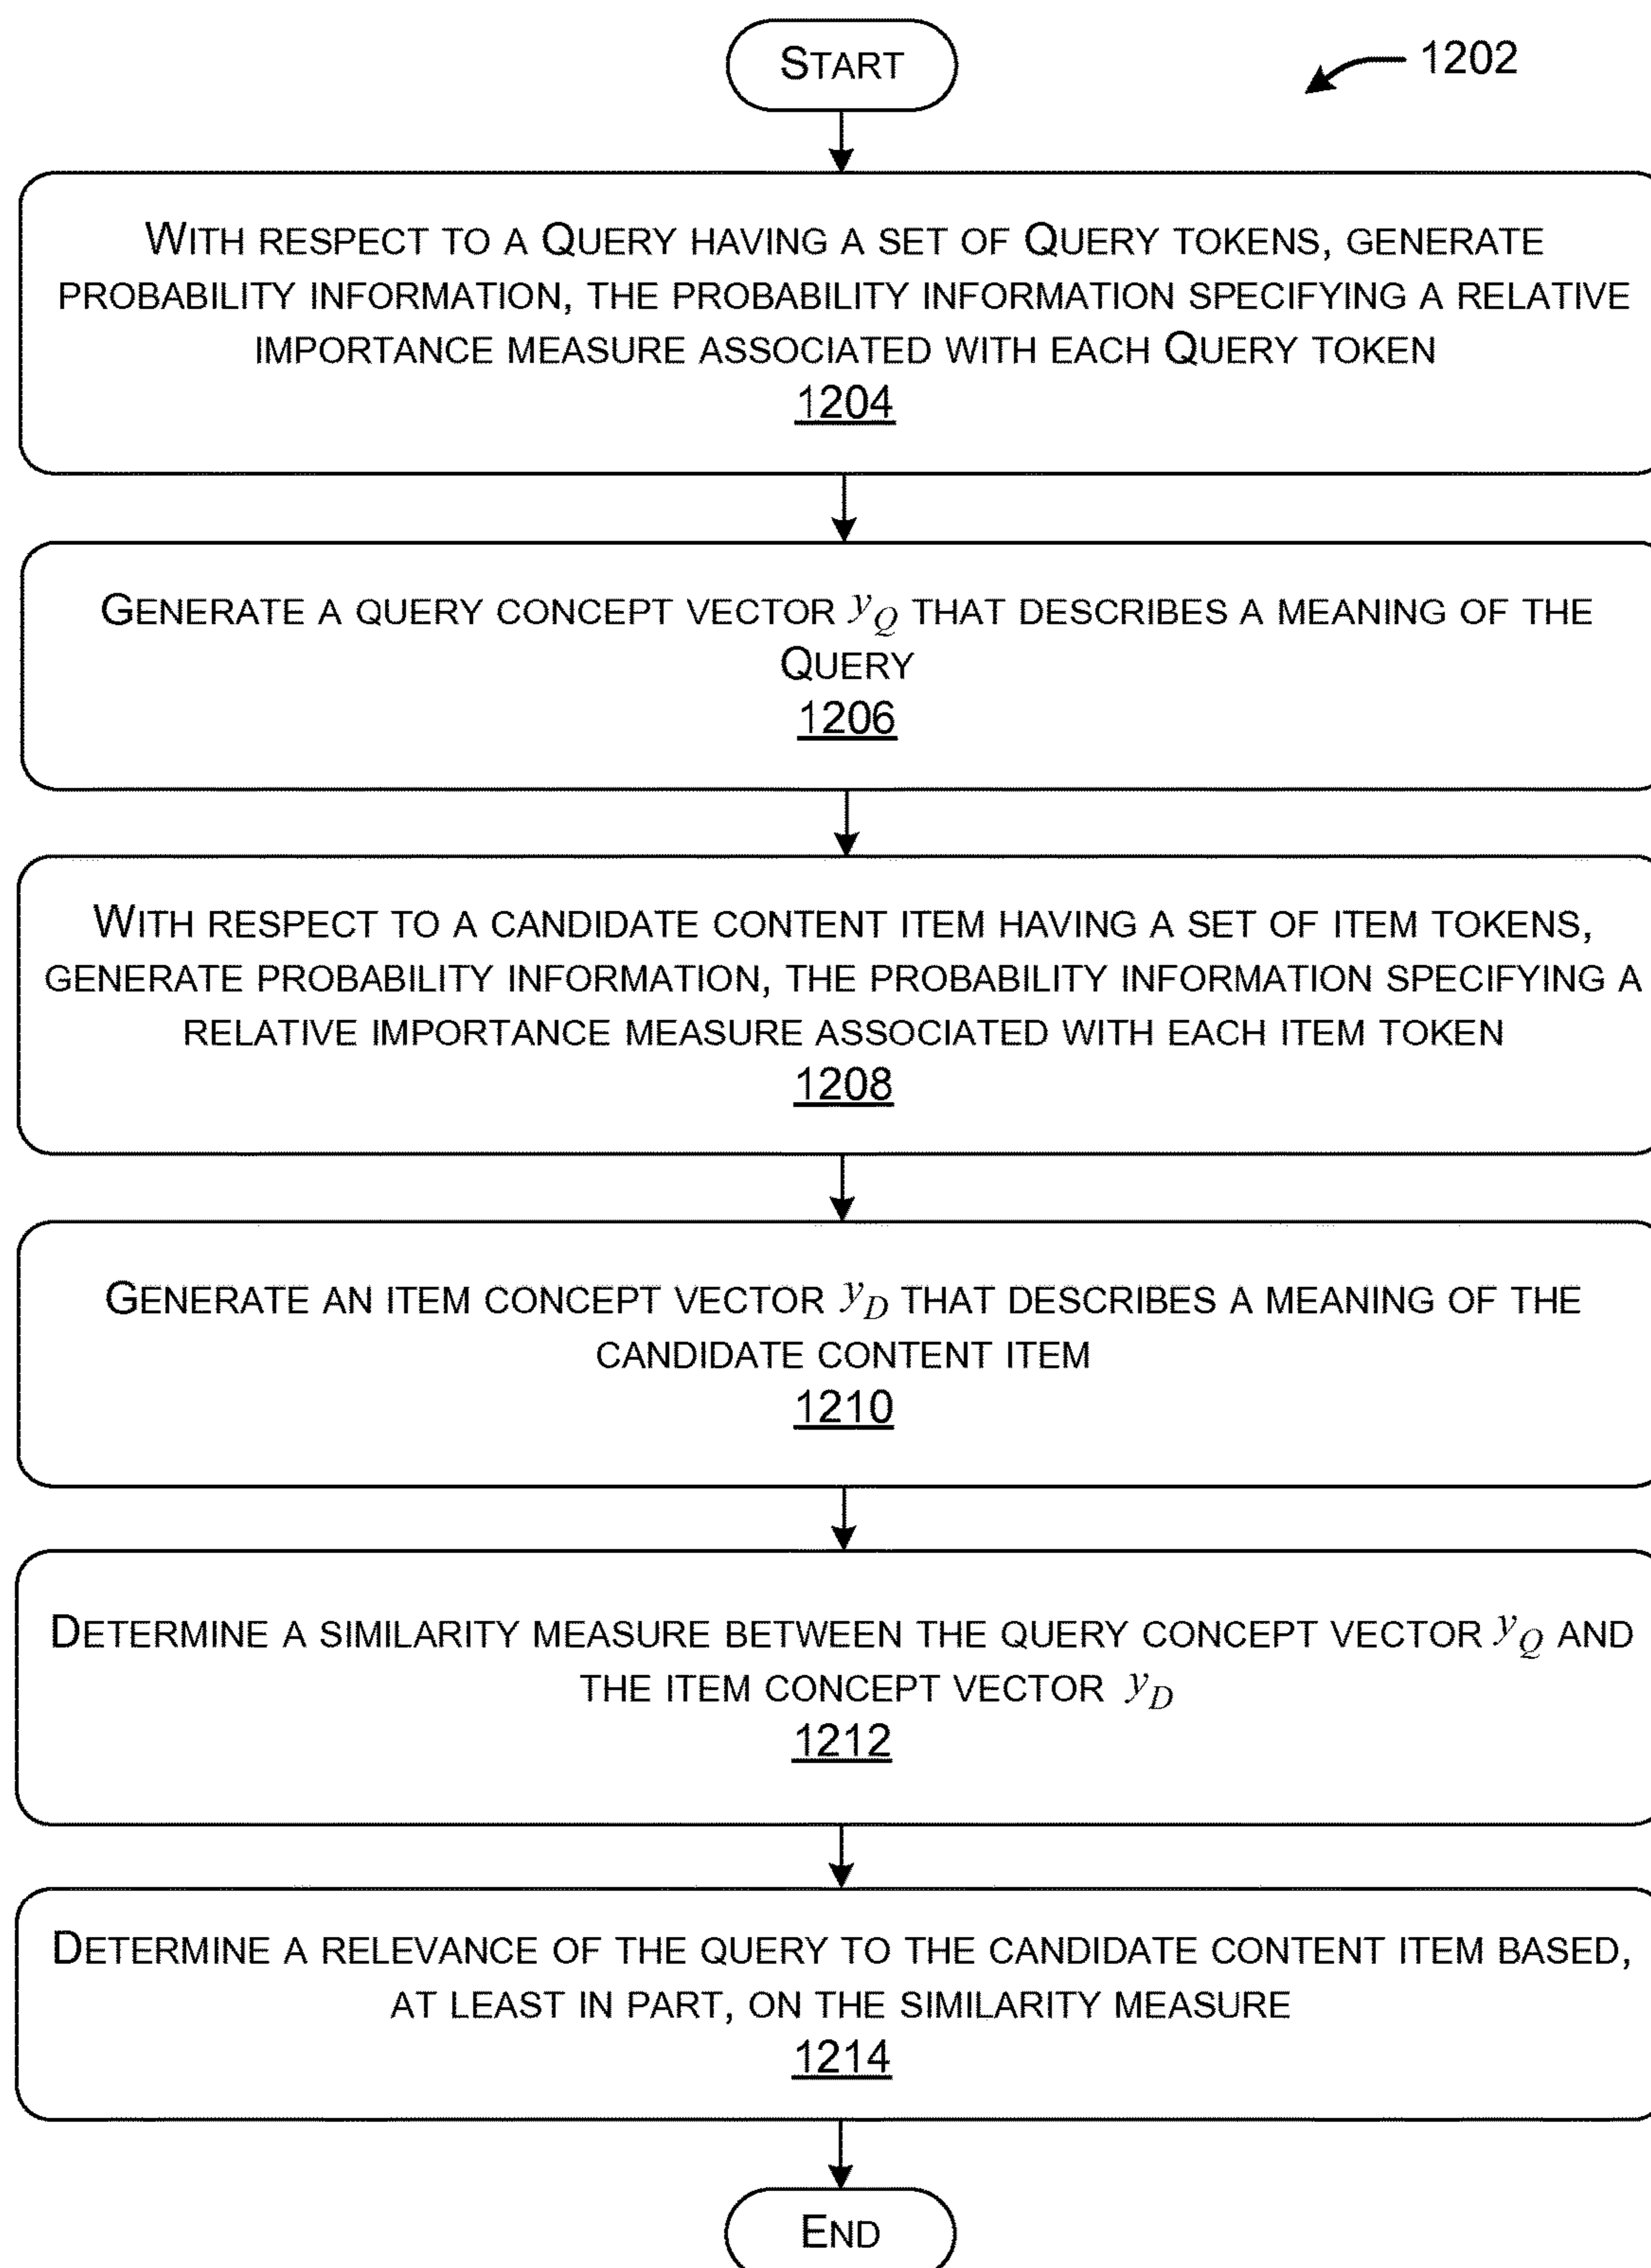 START
1202
WITH RESPECT TO A QUERY HAVING A SET OF QUERY TOKENS, GENERATE
PROBABILITY INFORMATION, THE PROBABILITY INFORMATION SPECIFYING A RELATIVE
IMPORTANCE MEASURE ASSOCIATED WITH EACH QUERY TOKEN
1204
GENERATE A QUERY CONCEPT VECTOR y_Q THAT DESCRIBES A MEANING OF THE
QUERY
1206
WITH RESPECT TO A CANDIDATE CONTENT ITEM HAVING A SET OF ITEM TOKENS,
GENERATE PROBABILITY INFORMATION, THE PROBABILITY INFORMATION SPECIFYING A
RELATIVE IMPORTANCE MEASURE ASSOCIATED WITH EACH ITEM TOKEN
1208
GENERATE AN ITEM CONCEPT VECTOR y_D THAT DESCRIBES A MEANING OF THE
CANDIDATE CONTENT ITEM
1210
DETERMINE A SIMILARITY MEASURE BETWEEN THE QUERY CONCEPT VECTOR y_Q AND
THE ITEM CONCEPT VECTOR y_D
1212
DETERMINE A RELEVANCE OF THE QUERY TO THE CANDIDATE CONTENT ITEM BASED,
AT LEAST IN PART, ON THE SIMILARITY MEASURE
1214
END